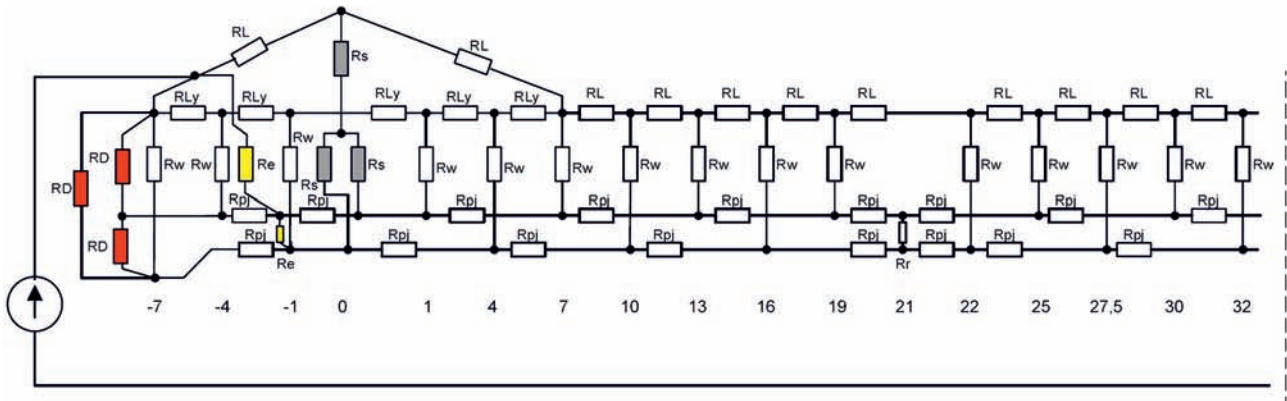 RL Rs RL
RLy RLy RLy RLy RLy RL RL RL RL RL RL RL RL RL
RD RD Rw Rw Re Rw Rs Rs Rw Rw Rw Rw Rw Rw Rw Rw Rw Rw Rw
Rpj Rpj Rpj Rpj Rpj Rpj Rpj Rpj Rpj
RD Rpj Re Rpj Rpj Rpj Rpj Rr Rpj Rpj Rpj
-7 -4 -1 0 1 4 7 10 13 16 19 21 22 25 27,5 30 32